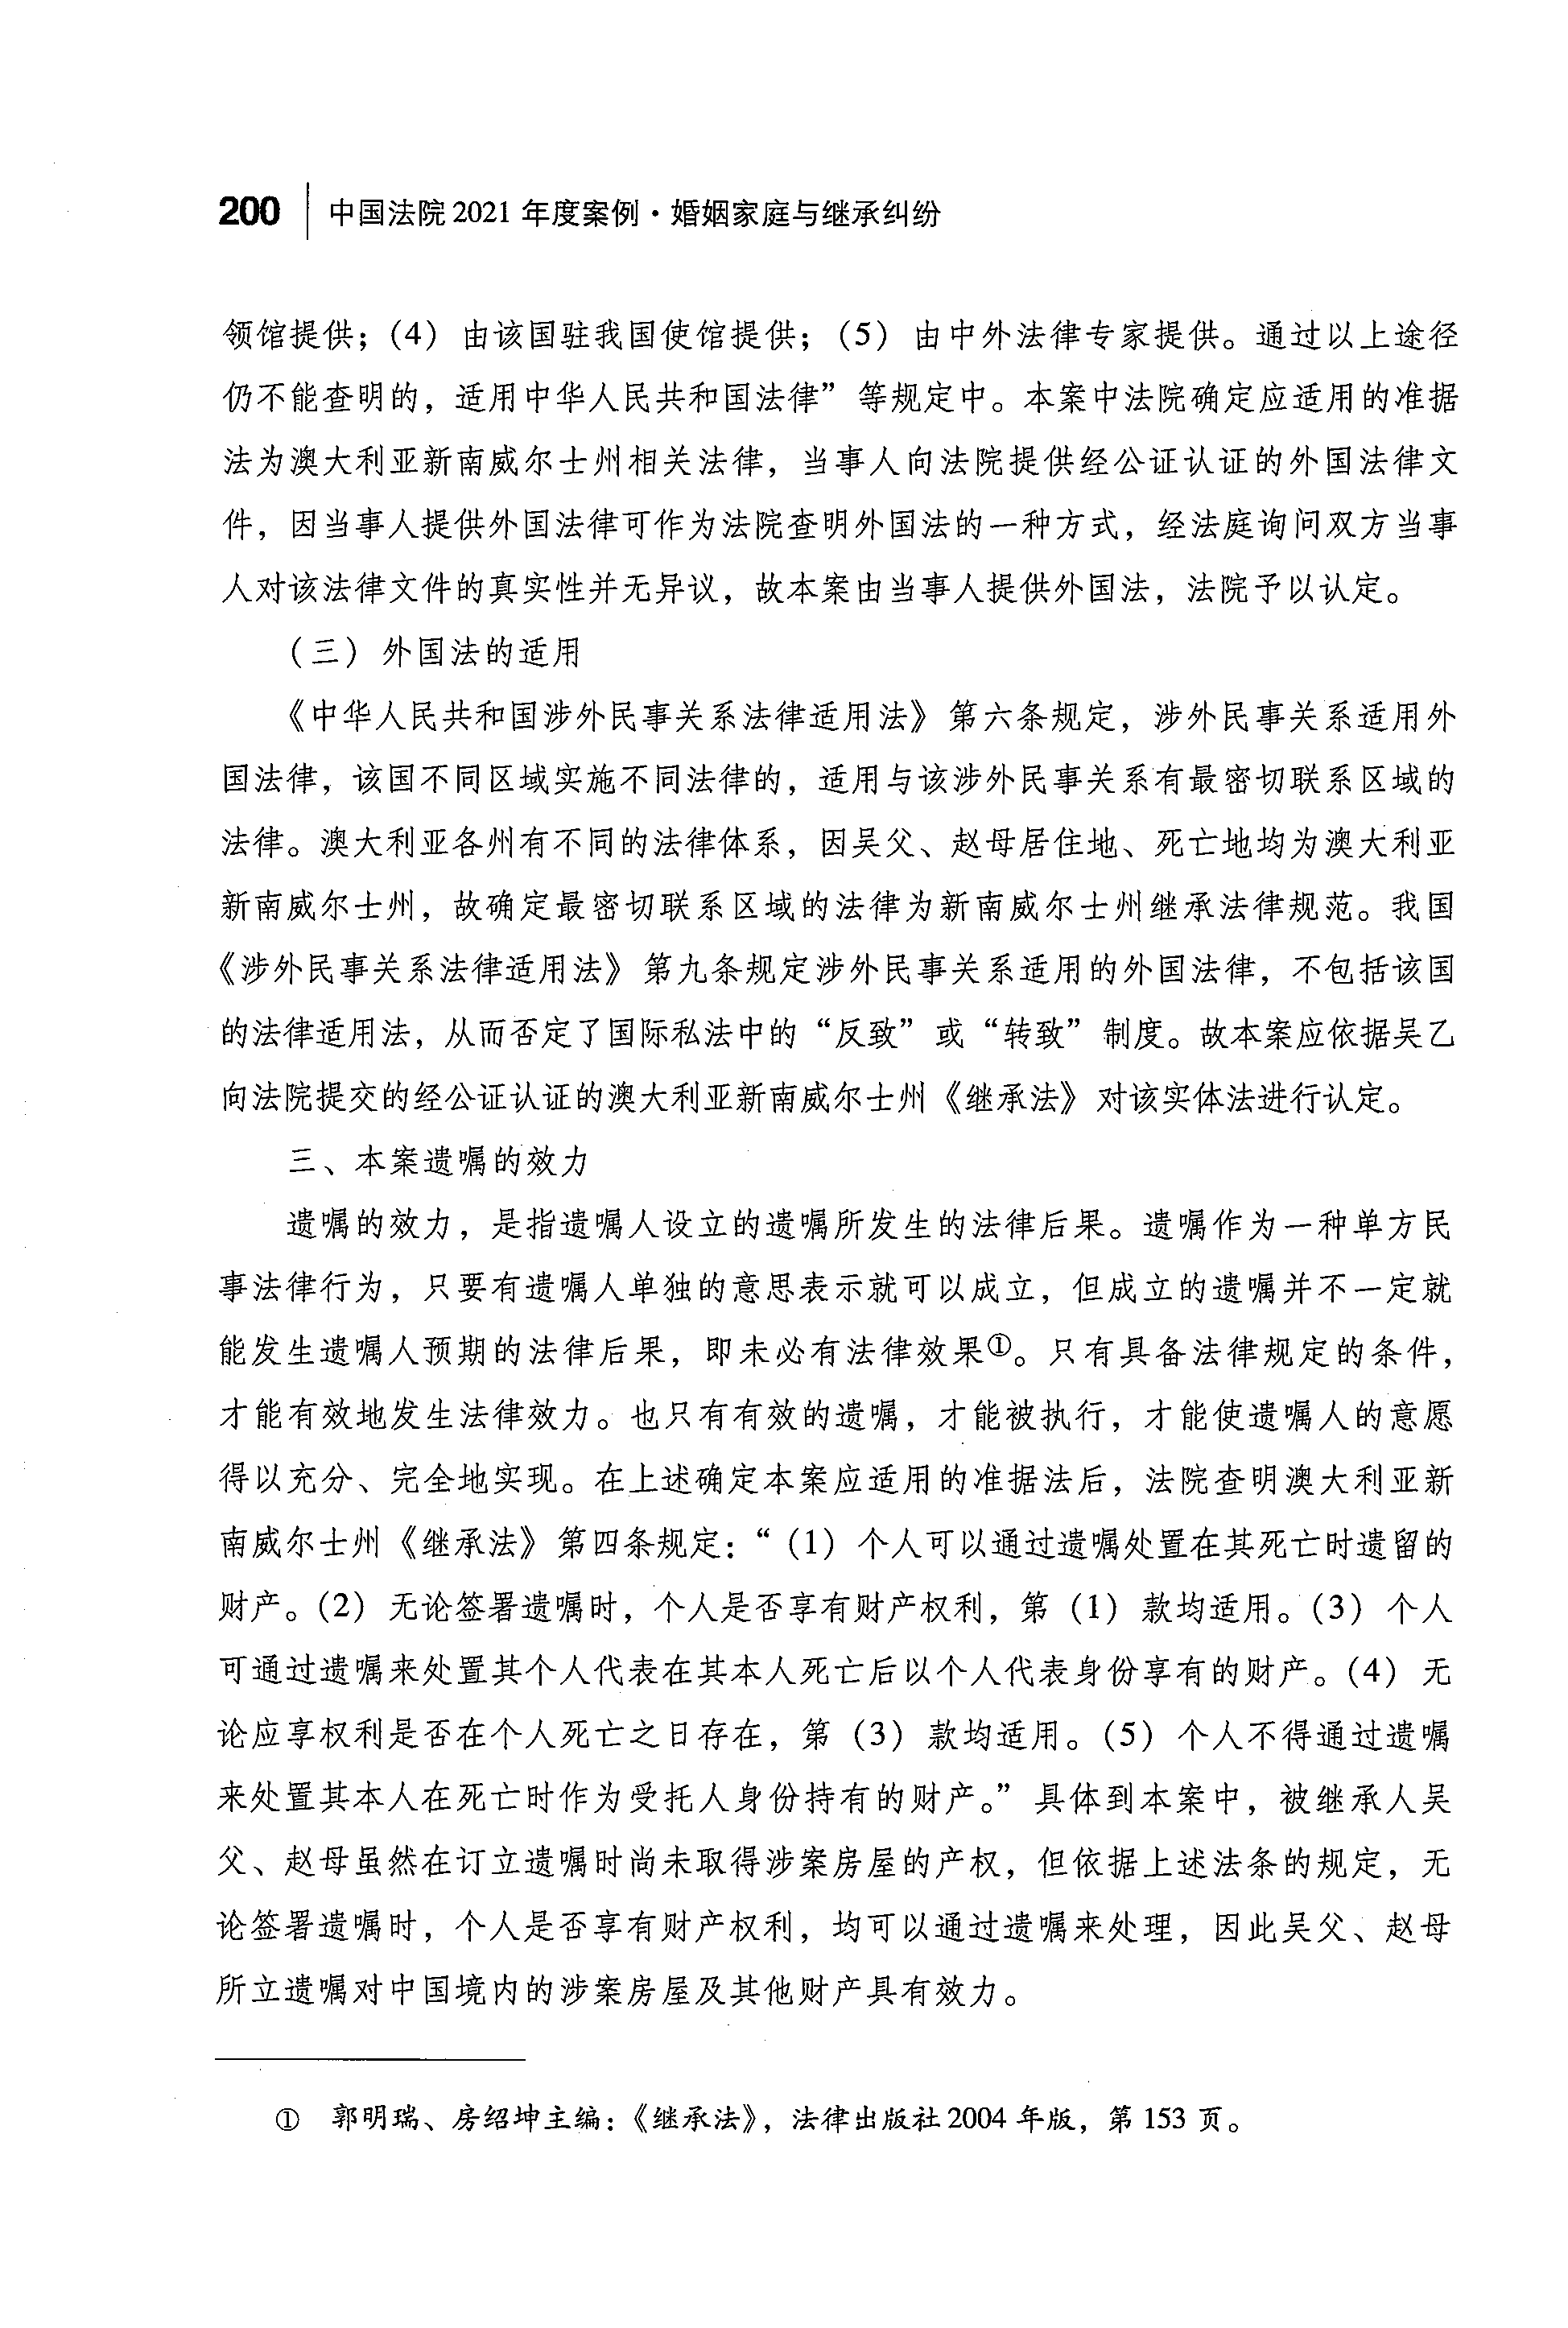 200 中国法院2021年度案例·婚姻家庭与继承纠纷
领馆提供；（4）由该国驻我国使馆提供；（5）由中外法律专家提供。通过以上途径
仍不能查明的，适用中华人民共和国法律”等规定中。本案中法院确定应适用的准据
法为澳大利亚新南威尔士州相关法律，当事人向法院提供经公证认证的外国法律文
件，因当事人提供外国法律可作为法院查明外国法的一种方式，经法庭询问双方当事
人对该法律文件的真实性并无异议，故本案由当事人提供外国法，法院予以认定。
（三）外国法的适用
《中华人民共和国涉外民事关系法律适用法》第六条规定，涉外民事关系适用外
国法律，该国不同区域实施不同法律的，适用与该涉外民事关系有最密切联系区域的
法律。澳大利亚各州有不同的法律体系，因吴父、赵母居住地、死亡地均为澳大利亚
新南威尔士州，故确定最密切联系区域的法律为新南威尔士州继承法律规范。我国
《涉外民事关系法律适用法》第九条规定涉外民事关系适用的外国法律，不包括该国
的法律适用法，从而否定了国际私法中的“反致”或“转致”制度。故本案应依据吴乙
向法院提交的经公证认证的澳大利亚新南威尔士州《继承法》对该实体法进行认定。
三、本案遗嘱的效力
遗嘱的效力，是指遗嘱人设立的遗嘱所发生的法律后果。遗嘱作为一种单方民
事法律行为，只要有遗嘱人单独的意思表示就可以成立，但成立的遗嘱并不一定就
能发生遗嘱人预期的法律后果，即未必有法律效果①。只有具备法律规定的条件，
才能有效地发生法律效力。也只有有效的遗嘱，才能被执行，才能使遗嘱人的意愿
得以充分、完全地实现。在上述确定本案应适用的准据法后，法院查明澳大利亚新
南威尔士州《继承法》第四条规定：“（1）个人可以通过遗嘱处置在其死亡时遗留的
财产。（2）无论签署遗嘱时，个人是否享有财产权利，第（1）款均适用。（3）个人
可通过遗嘱来处置其个人代表在其本人死亡后以个人代表身份享有的财产。（4）无
论应享权利是否在个人死亡之日存在，第（3）款均适用。（5）个人不得通过遗嘱
来处置其本人在死亡时作为受托人身份持有的财产。”具体到本案中，被继承人吴
父、赵母虽然在订立遗嘱时尚未取得涉案房屋的产权，但依据上述法条的规定，无
论签署遗嘱时，个人是否享有财产权利，均可以通过遗嘱来处理，因此吴父、赵母
所立遗嘱对中国境内的涉案房屋及其他财产具有效力。
① 郭明瑞、房绍坤主编：《继承法》，法律出版社2004年版，第153页。